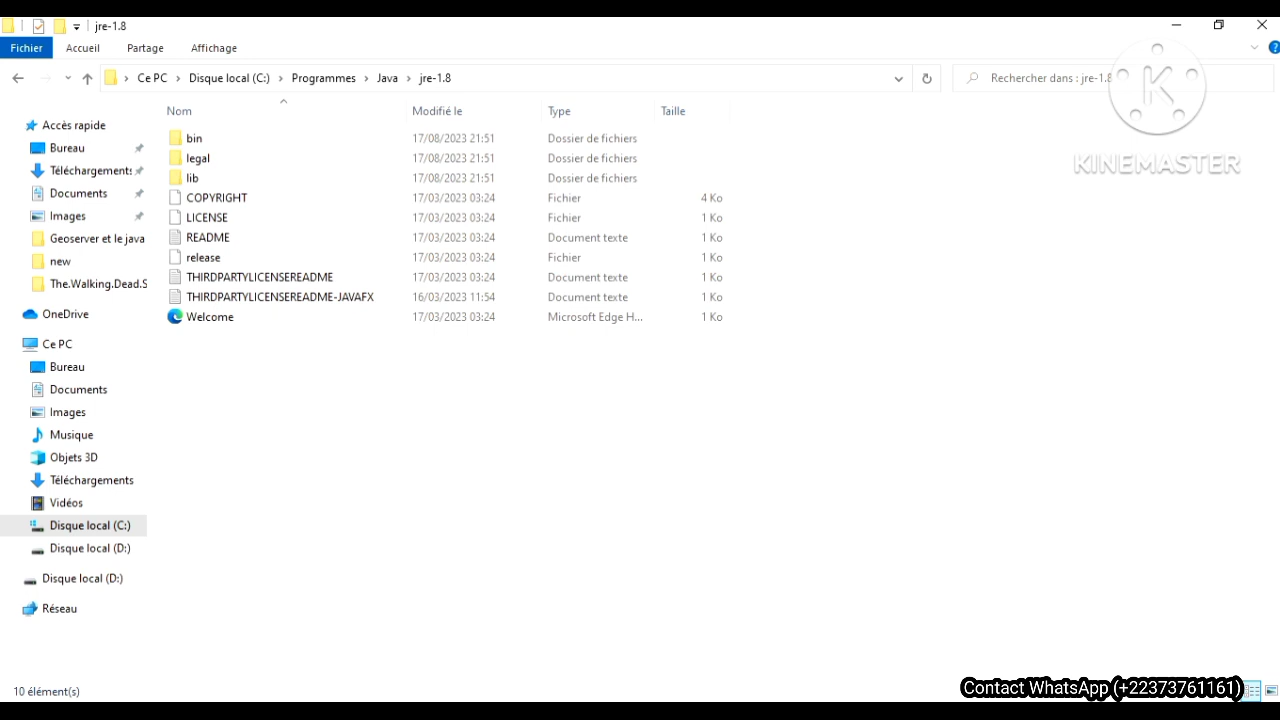 jre-1.8
Fichier Accueil Partage Affichage
Ce PC Disque local (C:) Programmes Java jre-1.8
Rechercher dans : jre-1.8
K
KINEMASTER
Nom Modifié le Type Taille
bin 17/08/2023 21:51 Dossier de fichiers
legal 17/08/2023 21:51 Dossier de fichiers
lib 17/08/2023 21:51 Dossier de fichiers
COPYRIGHT 17/03/2023 03:24 Fichier 4 Ko
LICENSE 17/03/2023 03:24 Fichier 1 Ko
README 17/03/2023 03:24 Document texte 1 Ko
release 17/03/2023 03:24 Fichier 1 Ko
THIRDPARTYLICENSEREADME 17/03/2023 03:24 Document texte 1 Ko
THIRDPARTYLICENSEREADME-JAVAFX 16/03/2023 11:54 Document texte 1 Ko
Welcome 17/03/2023 03:24 Microsoft Edge H... 1 Ko
Accès rapide
Bureau
Téléchargements
Documents
Images
Geoserver et le java
new
The.Walking.Dead.S
OneDrive
Ce PC
Bureau
Documents
Images
Musique
Objets 3D
Téléchargements
Vidéos
Disque local (C:)
Disque local (D:)
Disque local (D:)
Réseau
10 élément(s)
Contact WhatsApp (+22373761161)